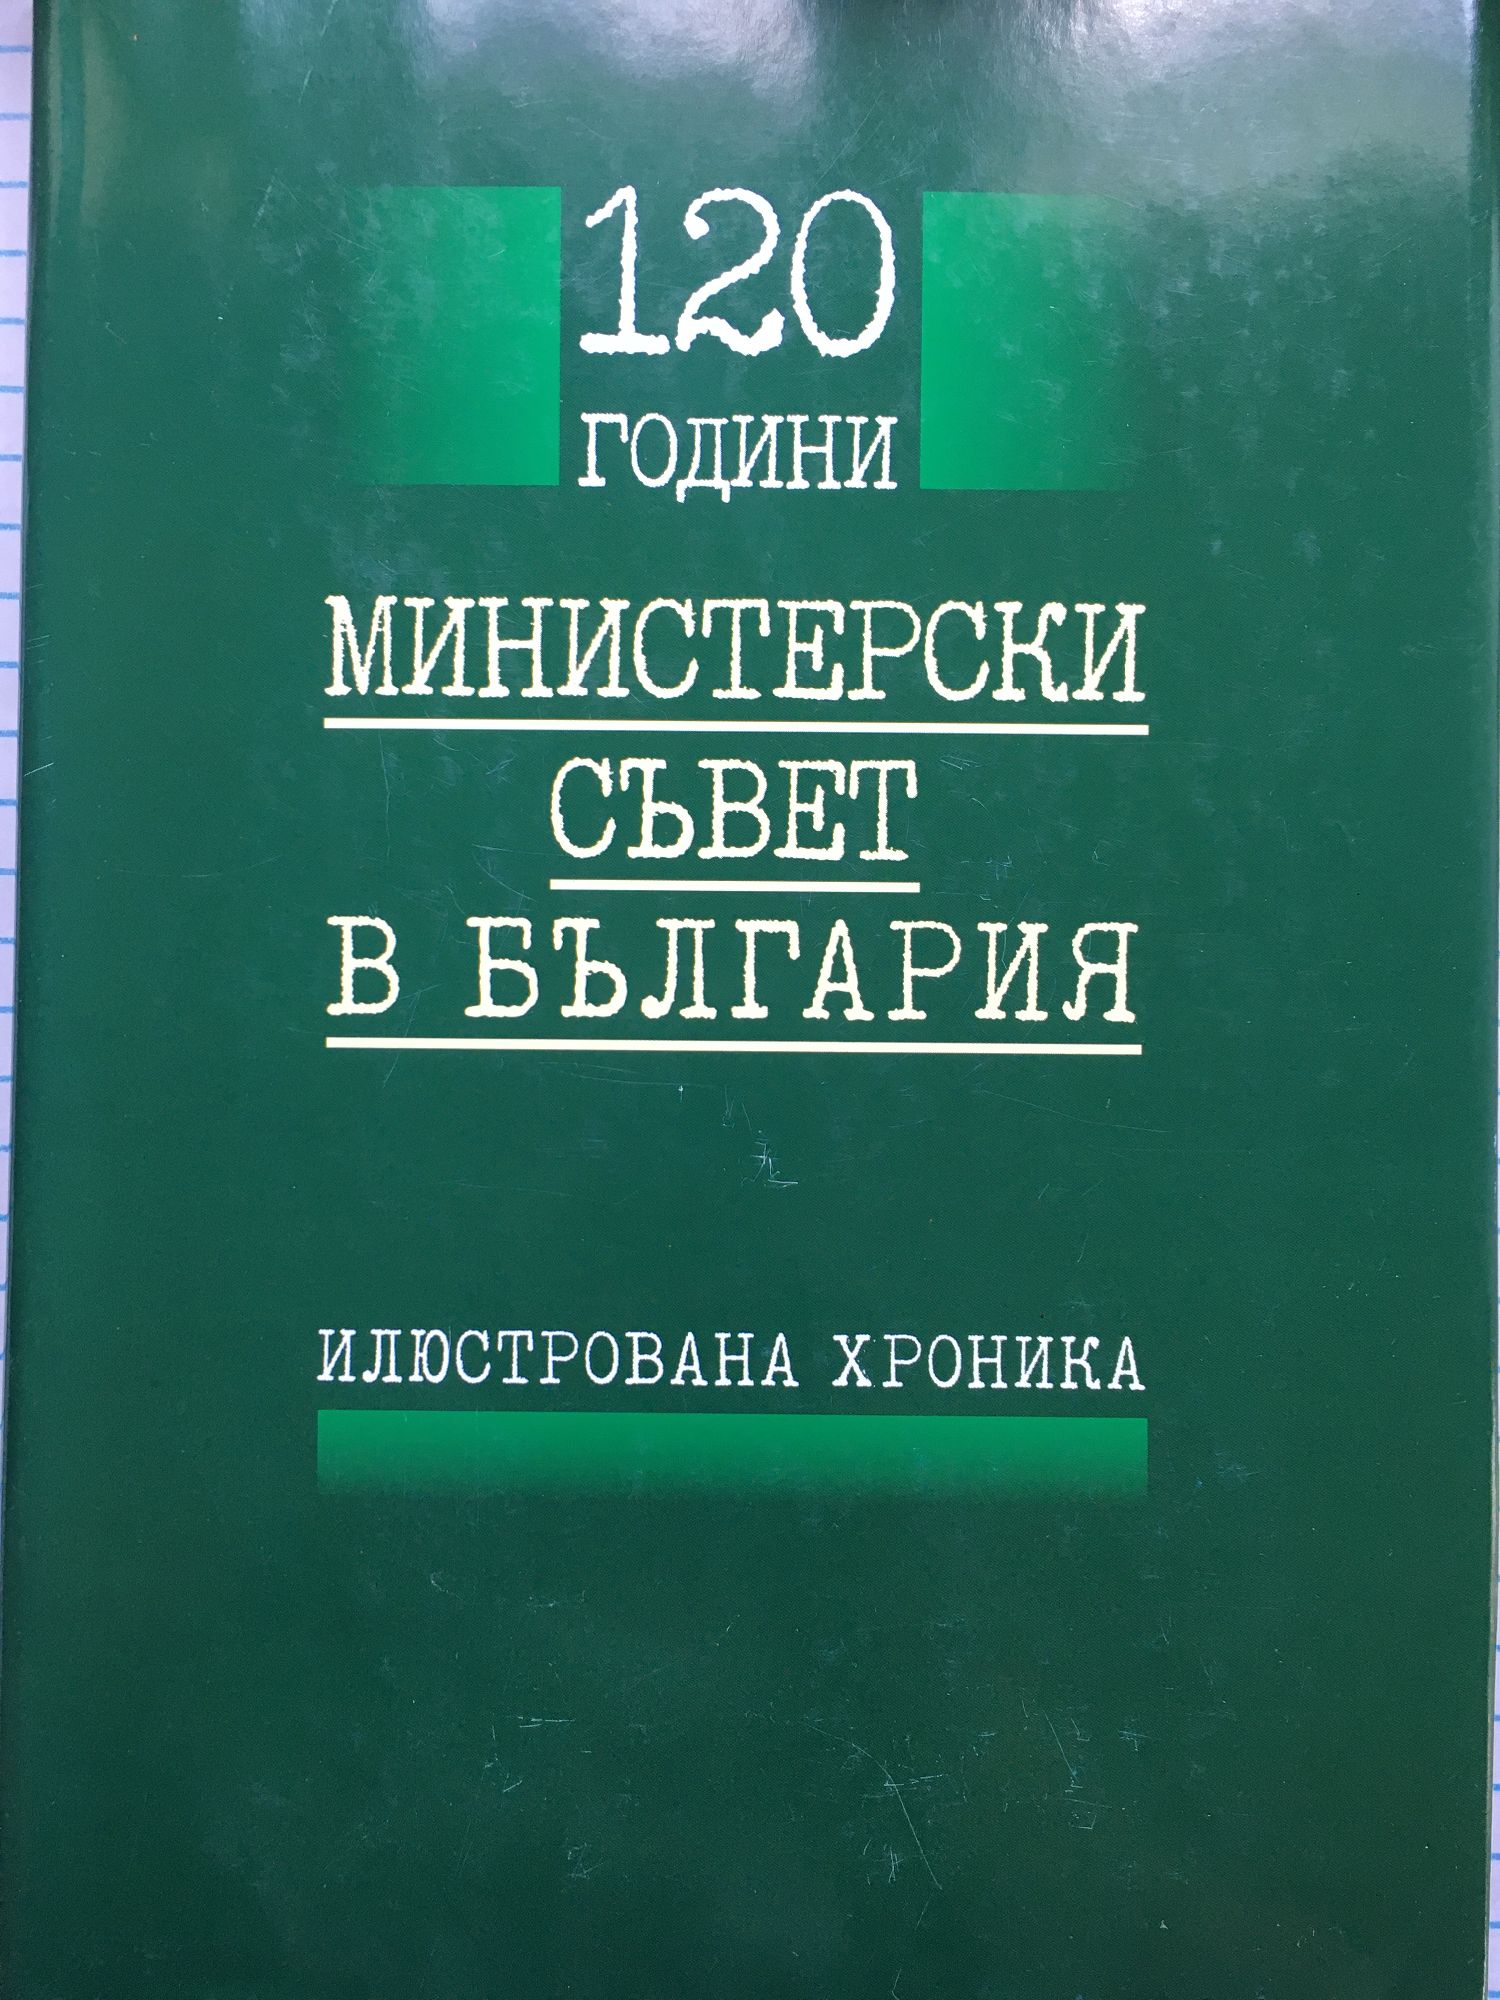 120
ГОДИНИ
МИНИСТЕРСКИ
СЪВЕТ
В БЪЛГАРИЯ
ИЛЮСТРОВАНА ХРОНИКА